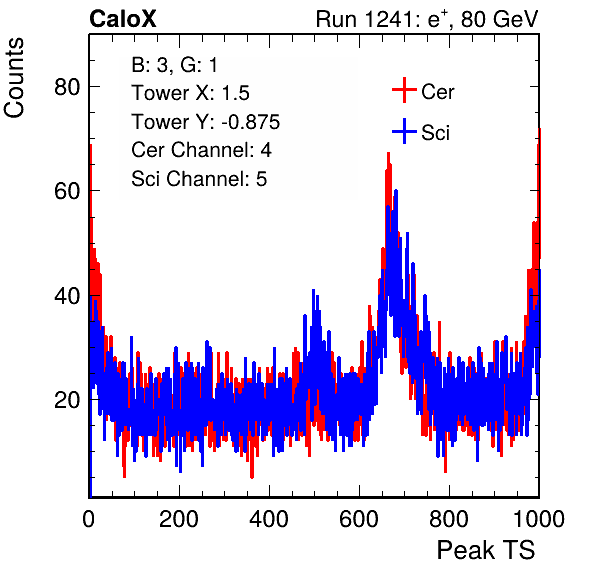 CaloX Run 1241: e⁺, 80 GeV
Counts
B: 3, G: 1
Tower X: 1.5
Tower Y: -0.875
Cer Channel: 4
Sci Channel: 5
Cer
Sci
80
60
40
20
0 200 400 600 800 1000
Peak TS